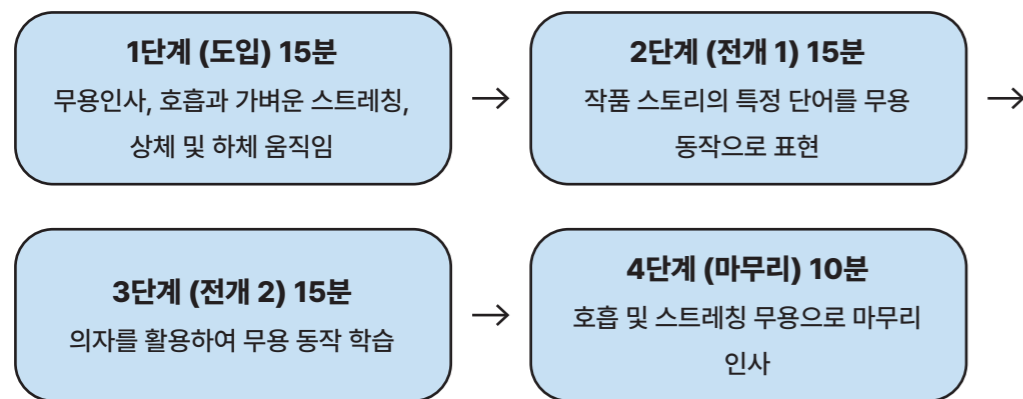 1단계 (도입) 15분
무용인사, 호흡과 가벼운 스트레칭,
상체 및 하체 움직임
→
2단계 (전개 1) 15분
작품 스토리의 특정 단어를 무용
동작으로 표현
→
3단계 (전개 2) 15분
의자를 활용하여 무용 동작 학습
→
4단계 (마무리) 10분
호흡 및 스트레칭 무용으로 마무리
인사